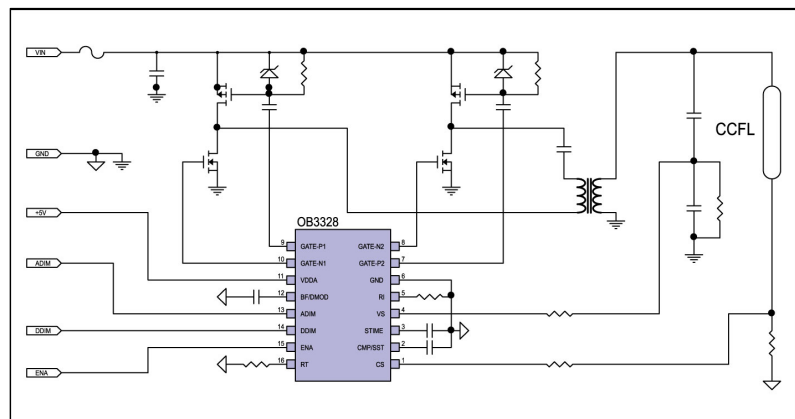 VIN
CCFL
GND
+5V
OB3328
9 GATE-P1 GATE-N2 8
10 GATE-N1 GATE-P2 7
11 VDDA GND 6
12 BF/DMOD RI 5
ADIM
13 ADIM VS 4
DDIM
14 DDIM STIME 3
15 ENA CMP/SST 2
ENA
16 RT CS 1